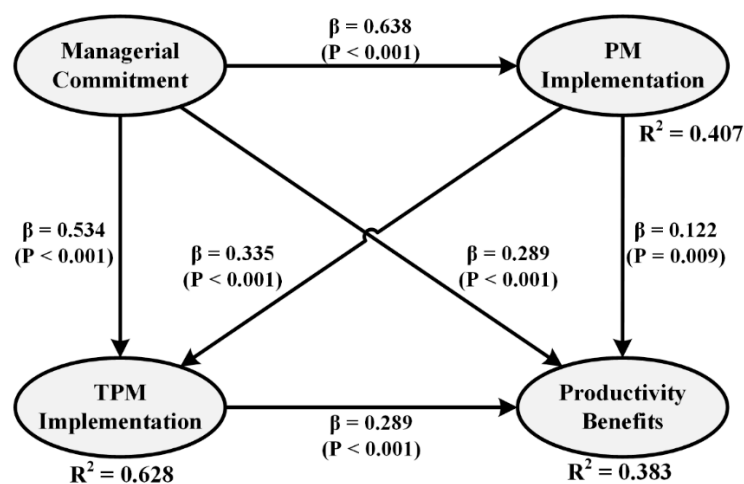 Managerial
Commitment
β = 0.638
(P < 0.001)
PM
Implementation
R² = 0.407
β = 0.534
(P < 0.001)
β = 0.335
(P < 0.001)
β = 0.289
(P < 0.001)
β = 0.122
(P = 0.009)
TPM
Implementation
R² = 0.628
β = 0.289
(P < 0.001)
Productivity
Benefits
R² = 0.383